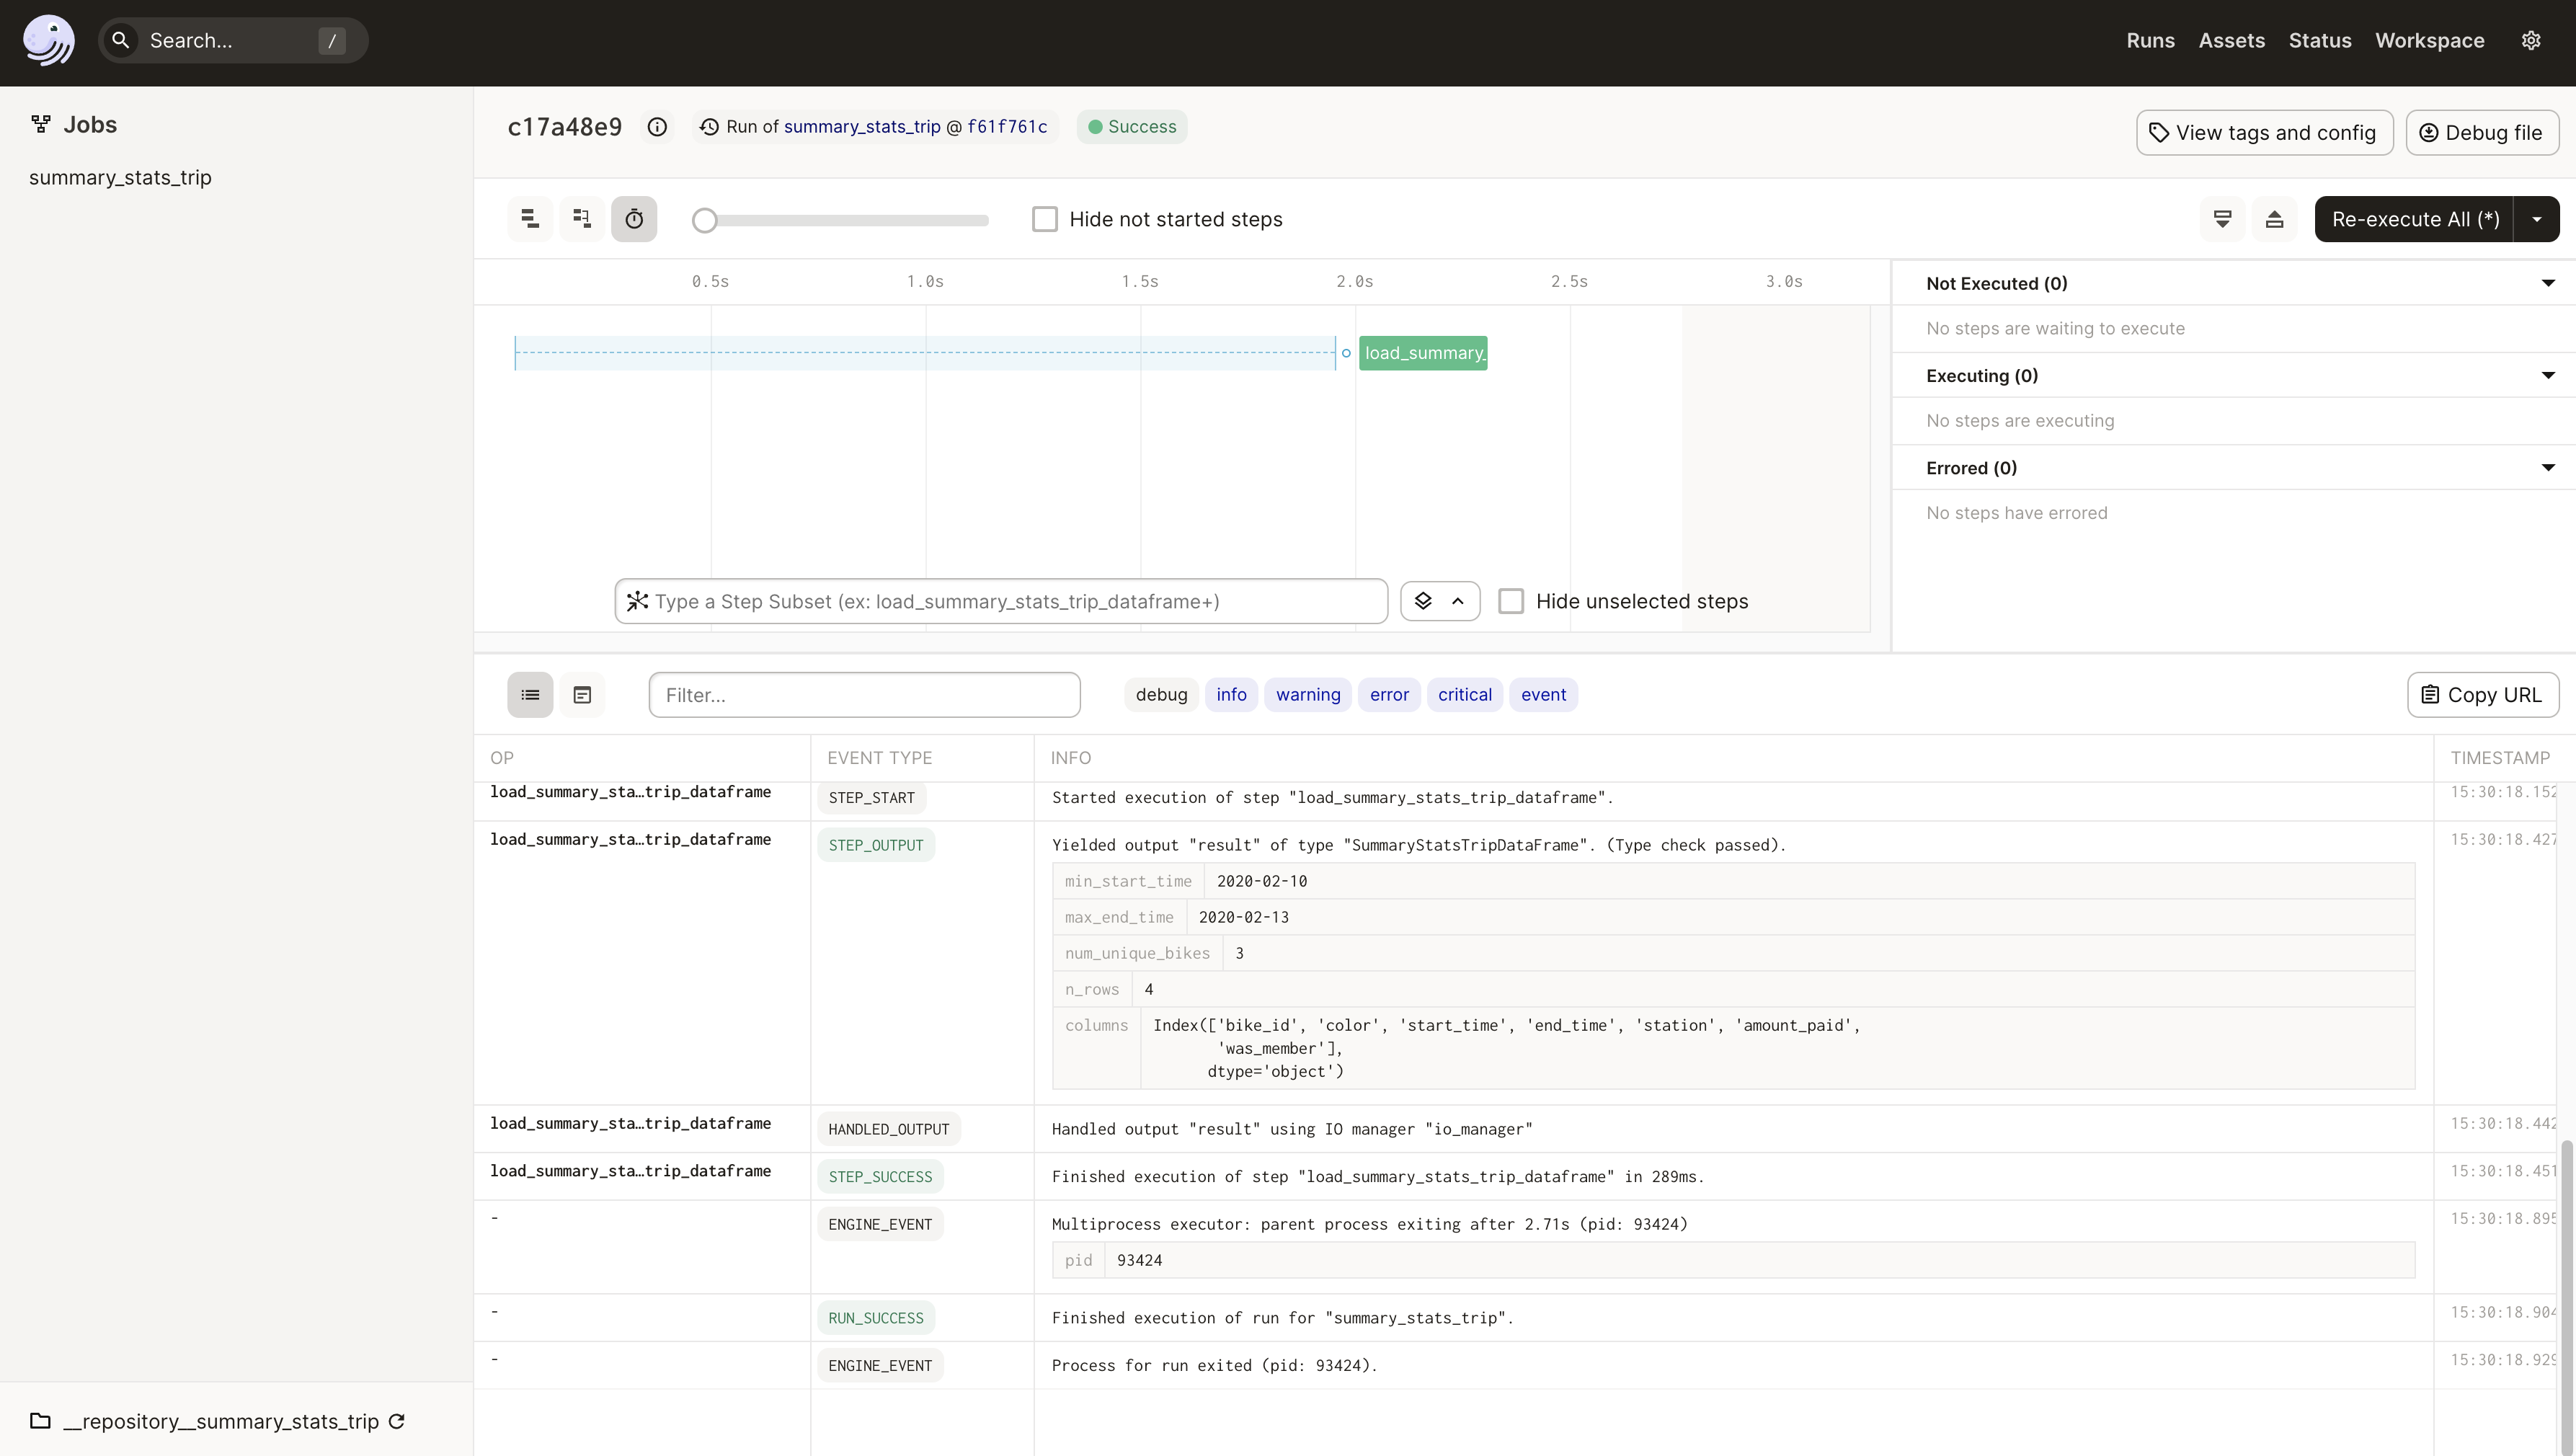 Search... /
Runs Assets Status Workspace
Jobs
summary_stats_trip
c17a48e9 Run of summary_stats_trip @ f61f761c Success
View tags and config Debug file
Hide not started steps
Re-execute All (*)
0.5s 1.0s 1.5s 2.0s 2.5s 3.0s
load_summary_
Not Executed (0)
No steps are waiting to execute
Executing (0)
No steps are executing
Errored (0)
No steps have errored
Type a Step Subset (ex: load_summary_stats_trip_dataframe+) Hide unselected steps
Filter... debug info warning error critical event Copy URL
OP EVENT TYPE INFO TIMESTAMP
load_summary_sta…trip_dataframe STEP_START Started execution of step "load_summary_stats_trip_dataframe". 15:30:18.152
load_summary_sta…trip_dataframe STEP_OUTPUT Yielded output "result" of type "SummaryStatsTripDataFrame". (Type check passed). 15:30:18.427
min_start_time 2020-02-10
max_end_time 2020-02-13
num_unique_bikes 3
n_rows 4
columns Index(['bike_id', 'color', 'start_time', 'end_time', 'station', 'amount_paid',
'was_member'],
dtype='object')
load_summary_sta…trip_dataframe HANDLED_OUTPUT Handled output "result" using IO manager "io_manager" 15:30:18.442
load_summary_sta…trip_dataframe STEP_SUCCESS Finished execution of step "load_summary_stats_trip_dataframe" in 289ms. 15:30:18.451
- ENGINE_EVENT Multiprocess executor: parent process exiting after 2.71s (pid: 93424) 15:30:18.895
pid 93424
- RUN_SUCCESS Finished execution of run for "summary_stats_trip". 15:30:18.904
- ENGINE_EVENT Process for run exited (pid: 93424). 15:30:18.929
__repository__summary_stats_trip